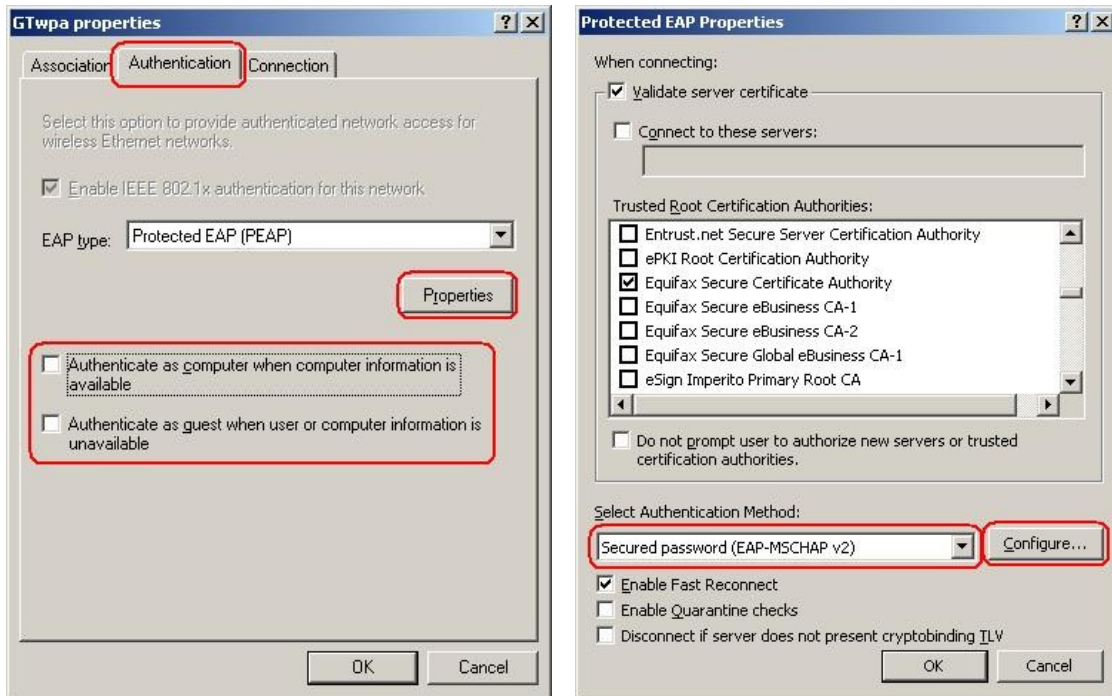 GTwpa properties
Association Authentication Connection
Select this option to provide authenticated network access for
wireless Ethernet networks.
Enable IEEE 802.1x authentication for this network
EAP type: Protected EAP (PEAP)
Properties
Authenticate as computer when computer information is
available
Authenticate as guest when user or computer information is
unavailable
OK Cancel
Protected EAP Properties
When connecting:
Validate server certificate
Connect to these servers:
Trusted Root Certification Authorities:
Entrust.net Secure Server Certification Authority
ePKI Root Certification Authority
Equifax Secure Certificate Authority
Equifax Secure eBusiness CA-1
Equifax Secure eBusiness CA-2
Equifax Secure Global eBusiness CA-1
eSign Imperito Primary Root CA
Do not prompt user to authorize new servers or trusted
certification authorities.
Select Authentication Method:
Secured password (EAP-MSCHAP v2) Configure...
Enable Fast Reconnect
Enable Quarantine checks
Disconnect if server does not present cryptobinding TLV
OK Cancel